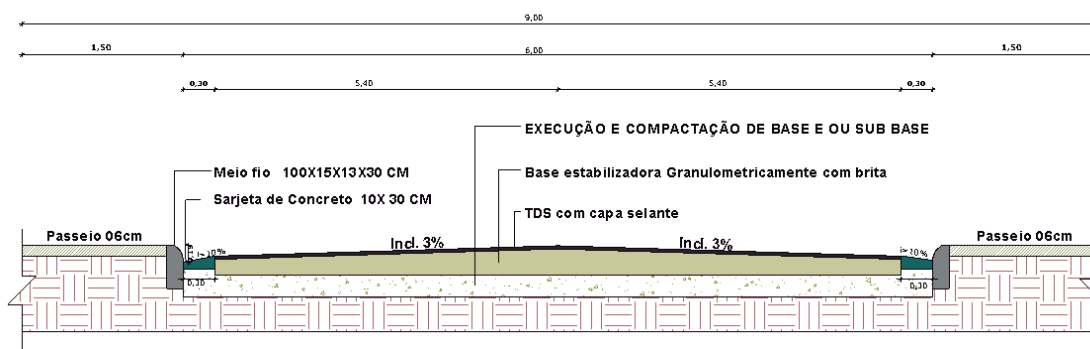 9,00
1,50
6,00
1,50
0,30
5,40
5,40
0,30
EXECUÇÃO E COMPACTAÇÃO DE BASE E OU SUB BASE
Meio fio 100X15X13X30 CM
Base estabilizadora Granulometricamente com brita
Sarjeta de Concreto 10X 30 CM
TDS com capa selante
Passeio 06cm
Incl. 3%
Incl. 3%
Passeio 06cm
0,30
0,30